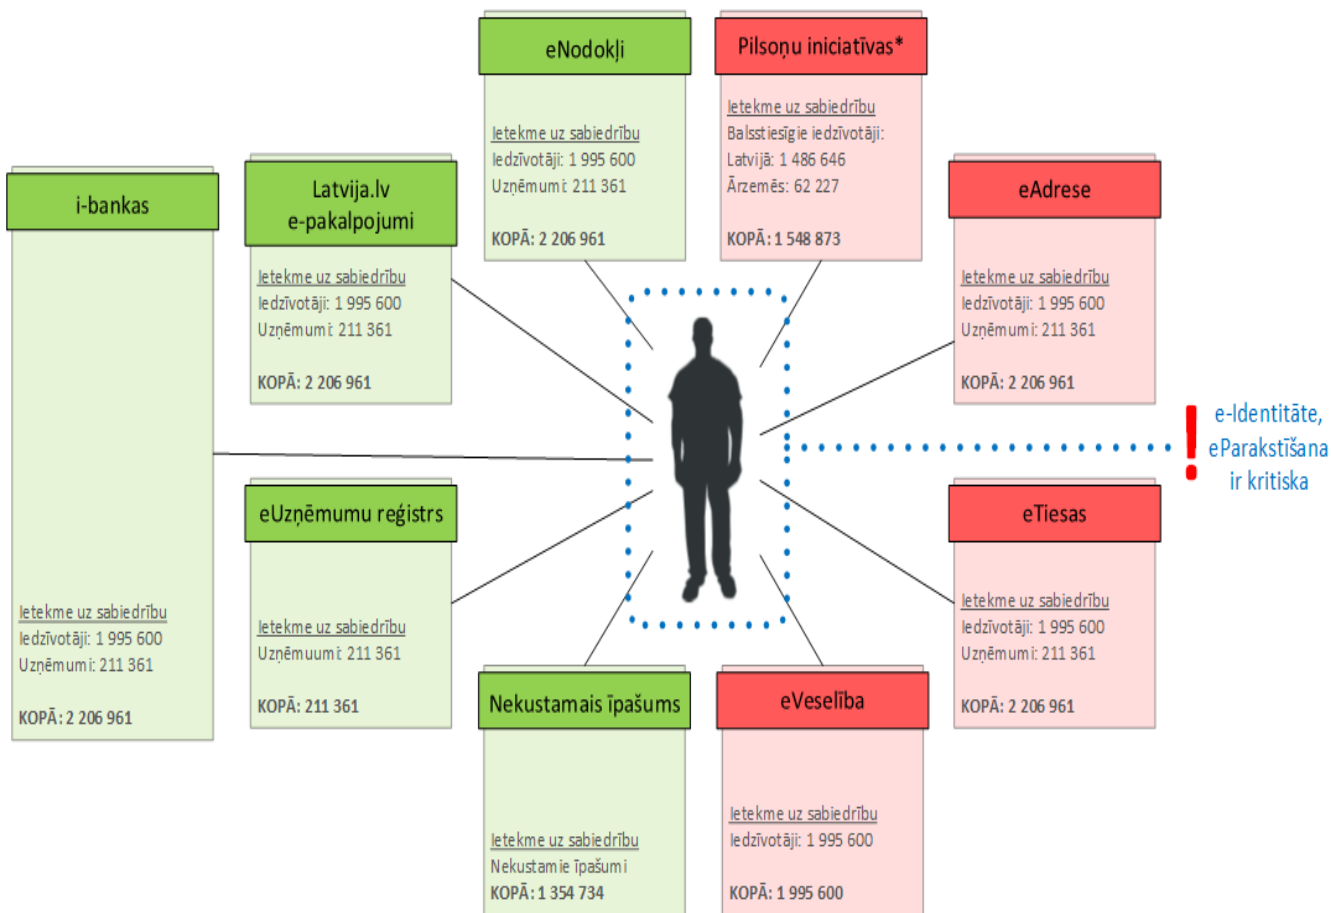 eNodokļi
Ietekme uz sabiedrību
Iedzīvotāji: 1 995 600
Uzņēmumi: 211 361
KOPĀ: 2 206 961
Pilsoņu iniciatīvas*
Ietekme uz sabiedrību
Balsstiesīgie iedzīvotāji:
Latvijā: 1 486 646
Ārzemēs: 62 227
KOPĀ: 1 548 873
i-bankas
Ietekme uz sabiedrību
Iedzīvotāji: 1 995 600
Uzņēmumi: 211 361
KOPĀ: 2 206 961
Latvija.lv
e-pakalpojumi
Ietekme uz sabiedrību
Iedzīvotāji: 1 995 600
Uzņēmumi: 211 361
KOPĀ: 2 206 961
eAdrese
Ietekme uz sabiedrību
Iedzīvotāji: 1 995 600
Uzņēmumi: 211 361
KOPĀ: 2 206 961
!
e-Identitāte,
eParakstīšana
ir kritiska
eUzņēmumu reģistrs
Ietekme uz sabiedrību
Uzņēmuumi: 211 361
KOPĀ: 211 361
eTiesas
Ietekme uz sabiedrību
Iedzīvotāji: 1 995 600
Uzņēmumi: 211 361
KOPĀ: 2 206 961
Nekustamais īpašums
Ietekme uz sabiedrību
Nekustamie īpašumi
KOPĀ: 1 354 734
eVeselība
Ietekme uz sabiedrību
Iedzīvotāji: 1 995 600
KOPĀ: 1 995 600